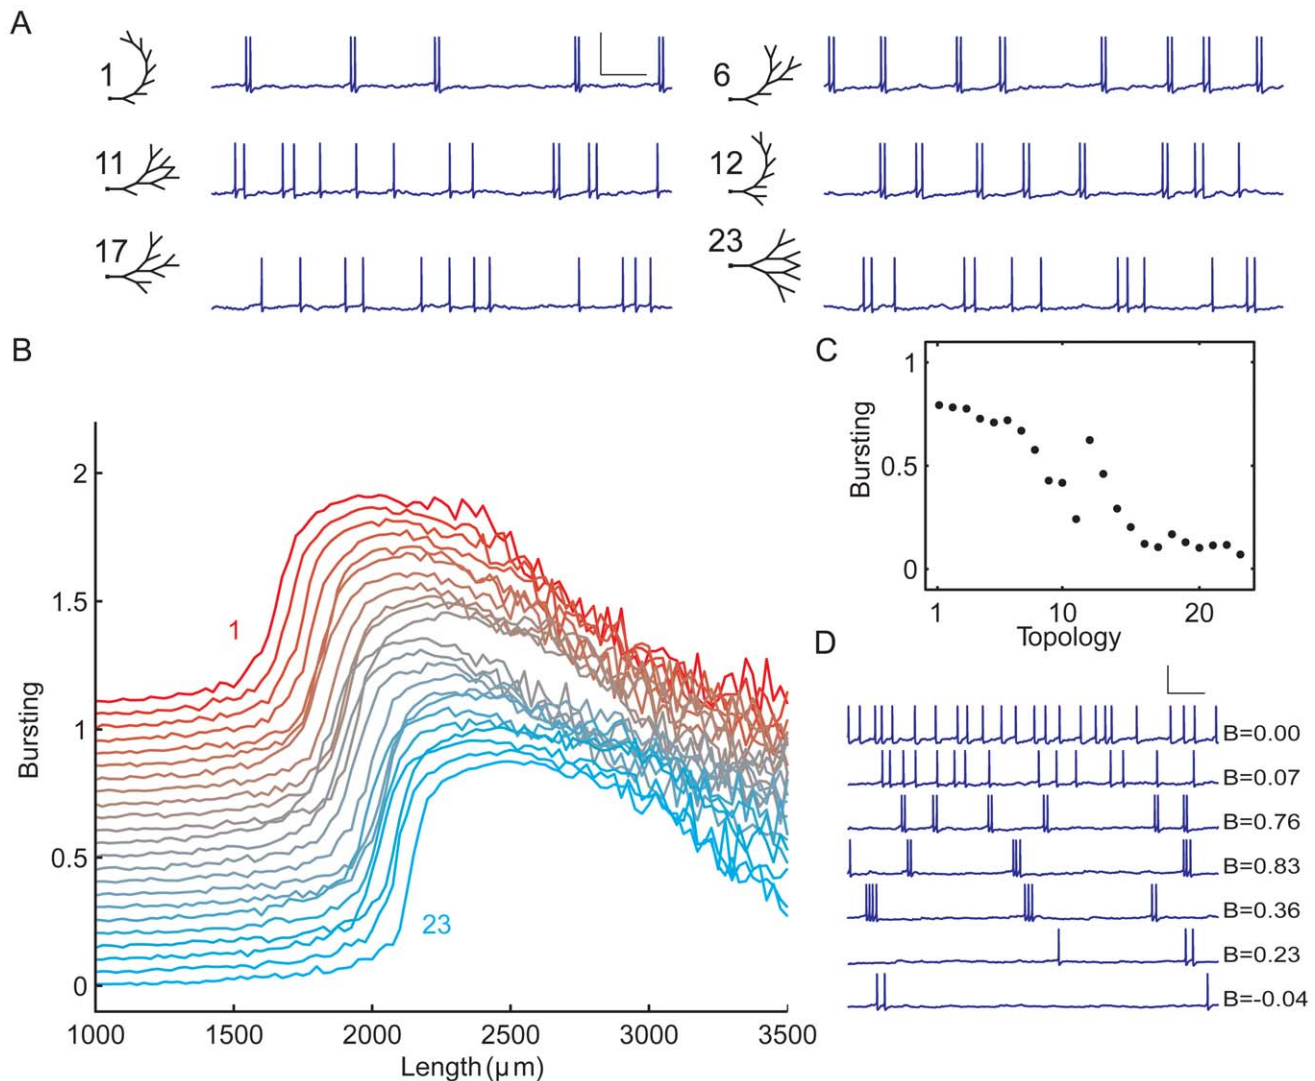 A
1
6
11
12
17
23
B
2
1.5
1
0.5
0
1
23
Bursting
1000 1500 2000 2500 3000 3500
Length (μm)
C
1
0.5
0
Bursting
1 10 20
Topology
D
B=0.00
B=0.07
B=0.76
B=0.83
B=0.36
B=0.23
B=-0.04